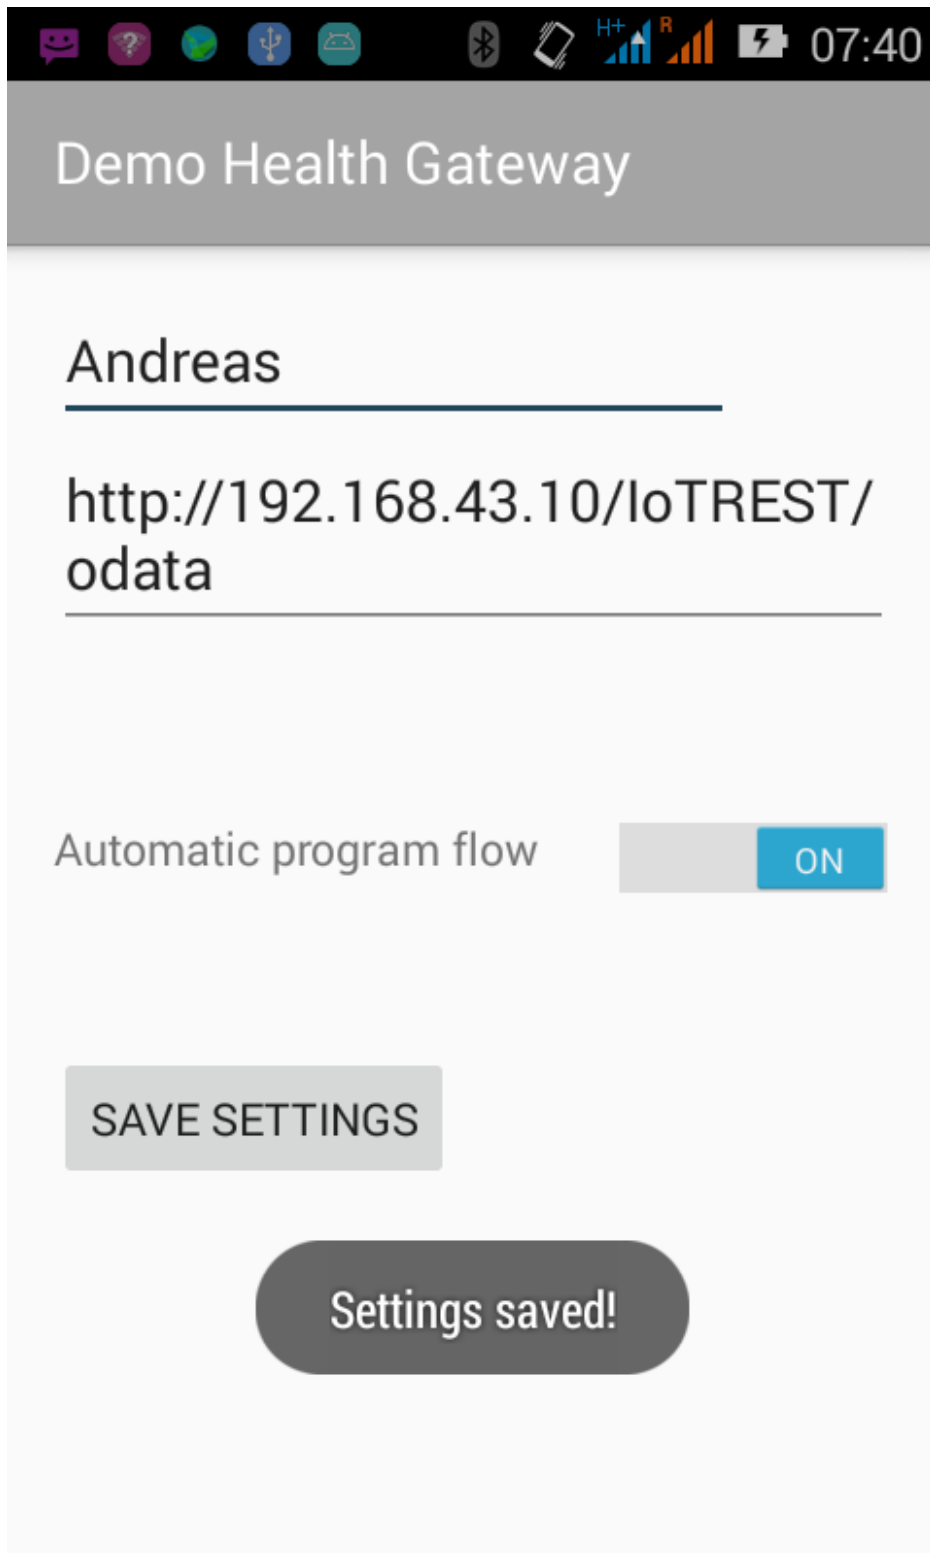 H+ R 07:40
Demo Health Gateway
Andreas
http://192.168.43.10/IoTREST/
odata
Automatic program flow ON
SAVE SETTINGS
Settings saved!